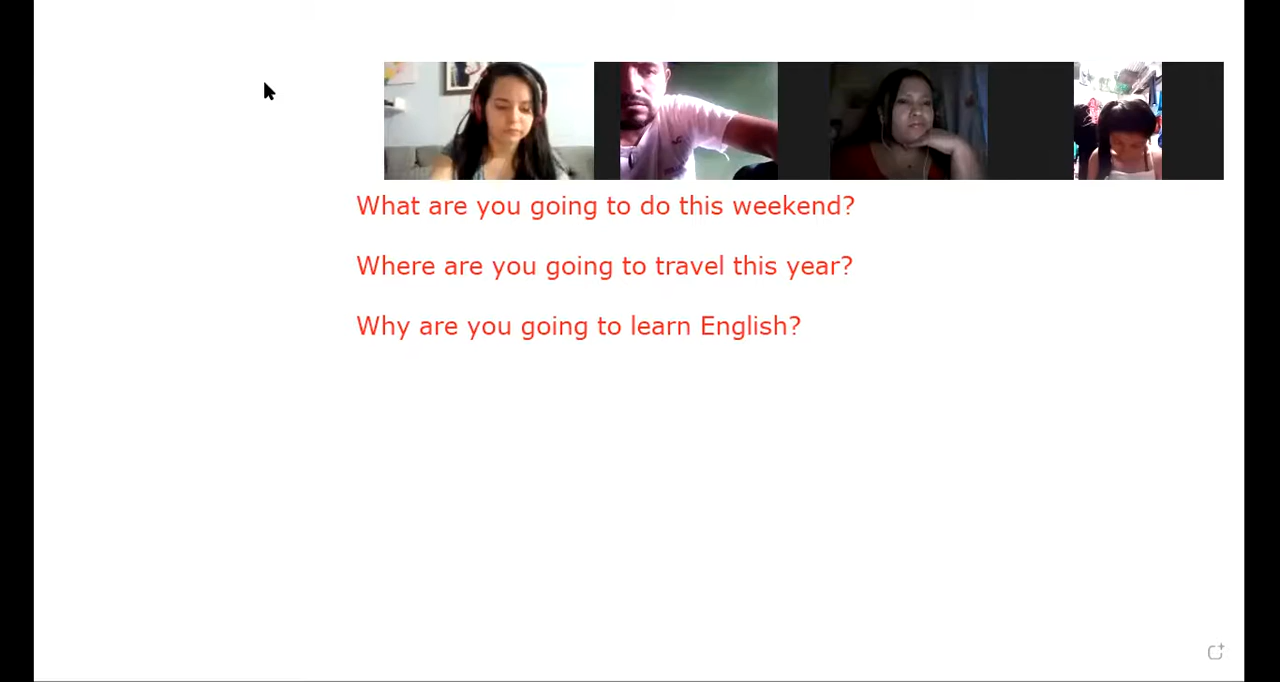 What are you going to do this weekend?
Where are you going to travel this year?
Why are you going to learn English?